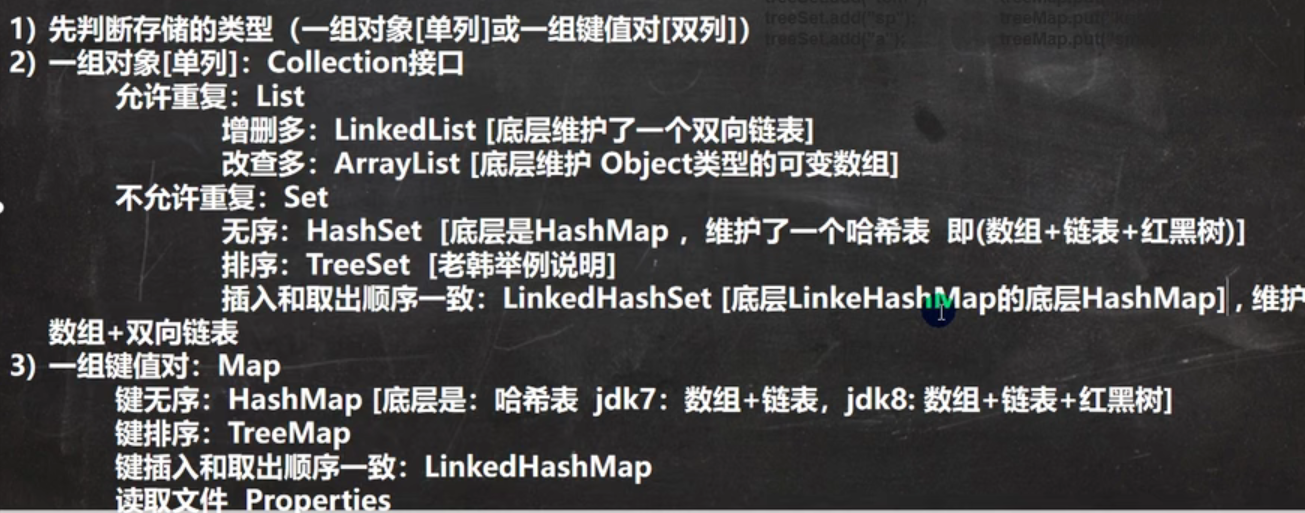 treeSet.add("sp");
treeMap.put("k
treeSet.add("a");
treeMap.put("s
1) 先判断存储的类型（一组对象[单列]或一组键值对[双列]）
2) 一组对象[单列]：Collection接口
允许重复：List
增删多：LinkedList [底层维护了一个双向链表]
改查多：ArrayList [底层维护 Object类型的可变数组]
不允许重复：Set
无序：HashSet [底层是HashMap ，维护了一个哈希表 即(数组+链表+红黑树)]
排序：TreeSet [老韩举例说明]
插入和取出顺序一致：LinkedHashSet [底层LinkeHashMap的底层HashMap]，维护
数组+双向链表
3) 一组键值对：Map
键无序：HashMap [底层是：哈希表 jdk7：数组+链表，jdk8: 数组+链表+红黑树]
键排序：TreeMap
键插入和取出顺序一致：LinkedHashMap
读取文件 Properties